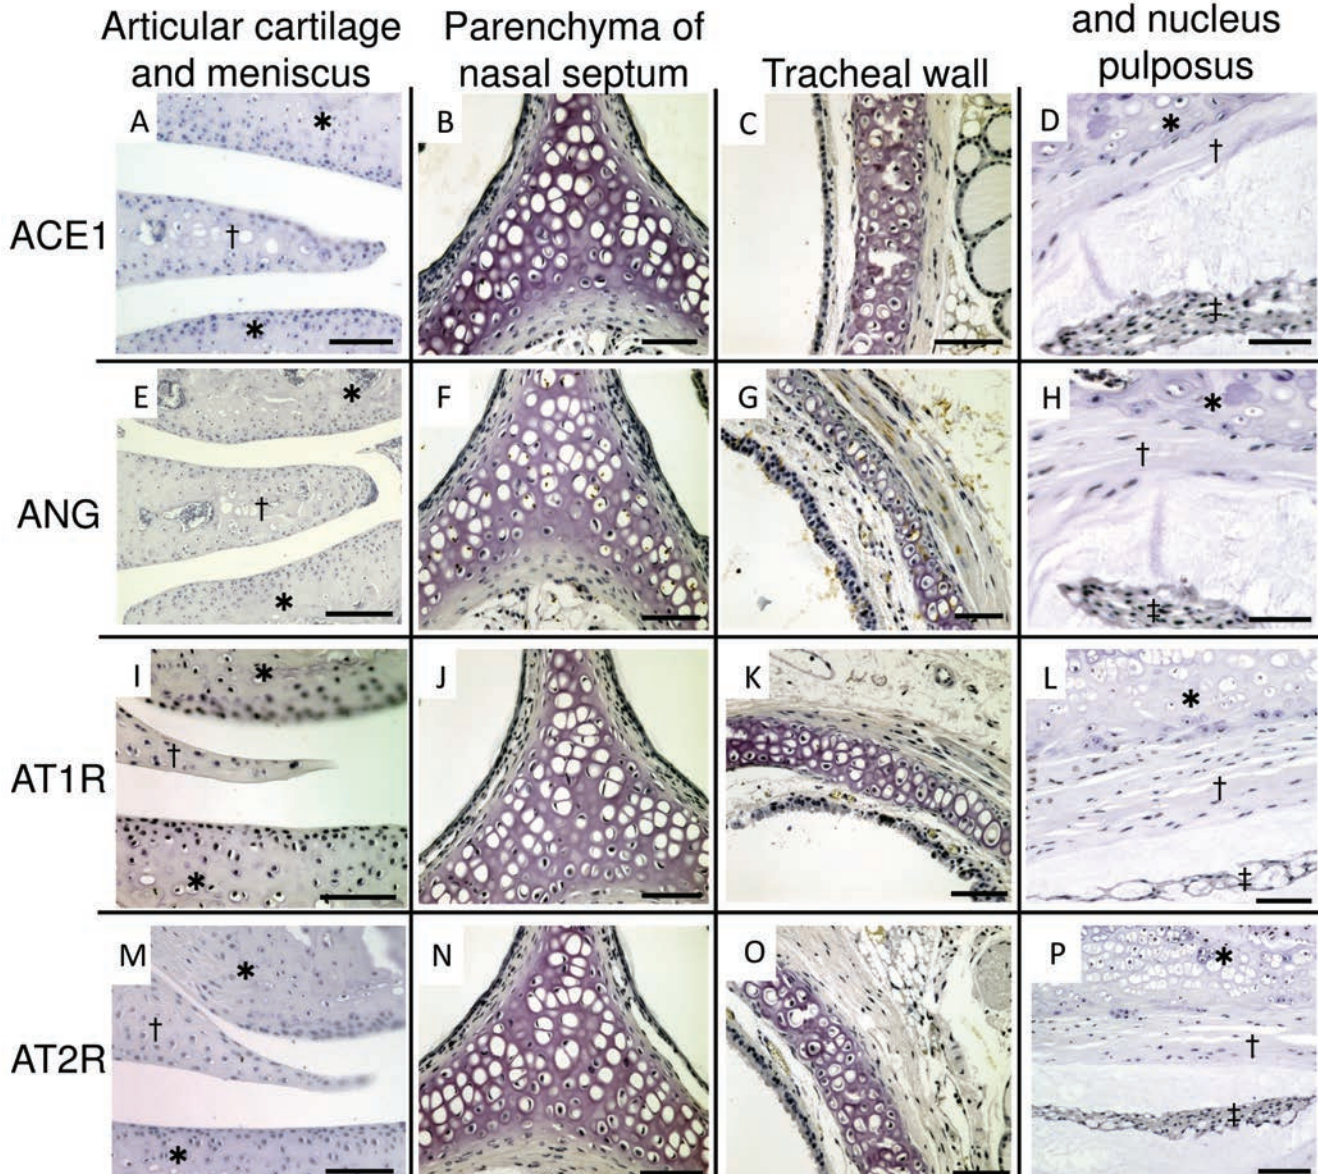 Articular cartilage
and meniscus
Parenchyma of
nasal septum
Tracheal wall
and nucleus
pulposus
ACE1
A
*
†
*
B
C
D
*
†
‡
ANG
E
*
†
*
F
G
H
*
†
‡
AT1R
I
*
†
*
J
K
L
*
†
‡
AT2R
M
*
†
*
N
O
P
*
†
‡